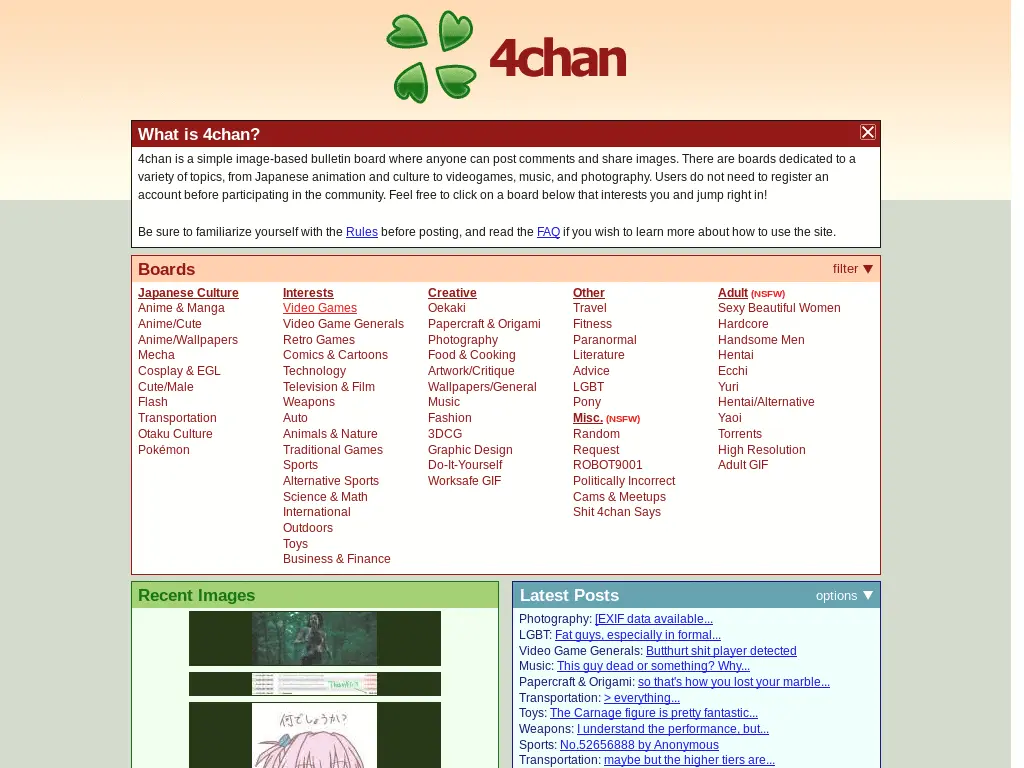 4chan
What is 4chan?
4chan is a simple image-based bulletin board where anyone can post comments and share images. There are boards dedicated to a
variety of topics, from Japanese animation and culture to videogames, music, and photography. Users do not need to register an
account before participating in the community. Feel free to click on a board below that interests you and jump right in!
Be sure to familiarize yourself with the Rules before posting, and read the FAQ if you wish to learn more about how to use the site.
Boards
filter ▼
Japanese Culture
Anime & Manga
Anime/Cute
Anime/Wallpapers
Mecha
Cosplay & EGL
Cute/Male
Flash
Transportation
Otaku Culture
Pokémon
Interests
Video Games
Video Game Generals
Retro Games
Comics & Cartoons
Technology
Television & Film
Weapons
Auto
Animals & Nature
Traditional Games
Sports
Alternative Sports
Science & Math
International
Outdoors
Toys
Business & Finance
Creative
Oekaki
Papercraft & Origami
Photography
Food & Cooking
Artwork/Critique
Wallpapers/General
Music
Fashion
3DCG
Graphic Design
Do-It-Yourself
Worksafe GIF
Other
Travel
Fitness
Paranormal
Literature
Advice
LGBT
Pony
Misc. (NSFW)
Random
Request
ROBOT9001
Politically Incorrect
Cams & Meetups
Shit 4chan Says
Adult (NSFW)
Sexy Beautiful Women
Hardcore
Handsome Men
Hentai
Ecchi
Yuri
Hentai/Alternative
Yaoi
Torrents
High Resolution
Adult GIF
Recent Images
何でしょうか?
Latest Posts
options ▼
Photography: [EXIF data available...
LGBT: Fat guys, especially in formal...
Video Game Generals: Butthurt shit player detected
Music: This guy dead or something? Why...
Papercraft & Origami: so that's how you lost your marble...
Transportation: > everything...
Toys: The Carnage figure is pretty fantastic...
Weapons: I understand the performance, but...
Sports: No.52656888 by Anonymous
Transportation: maybe but the higher tiers are...